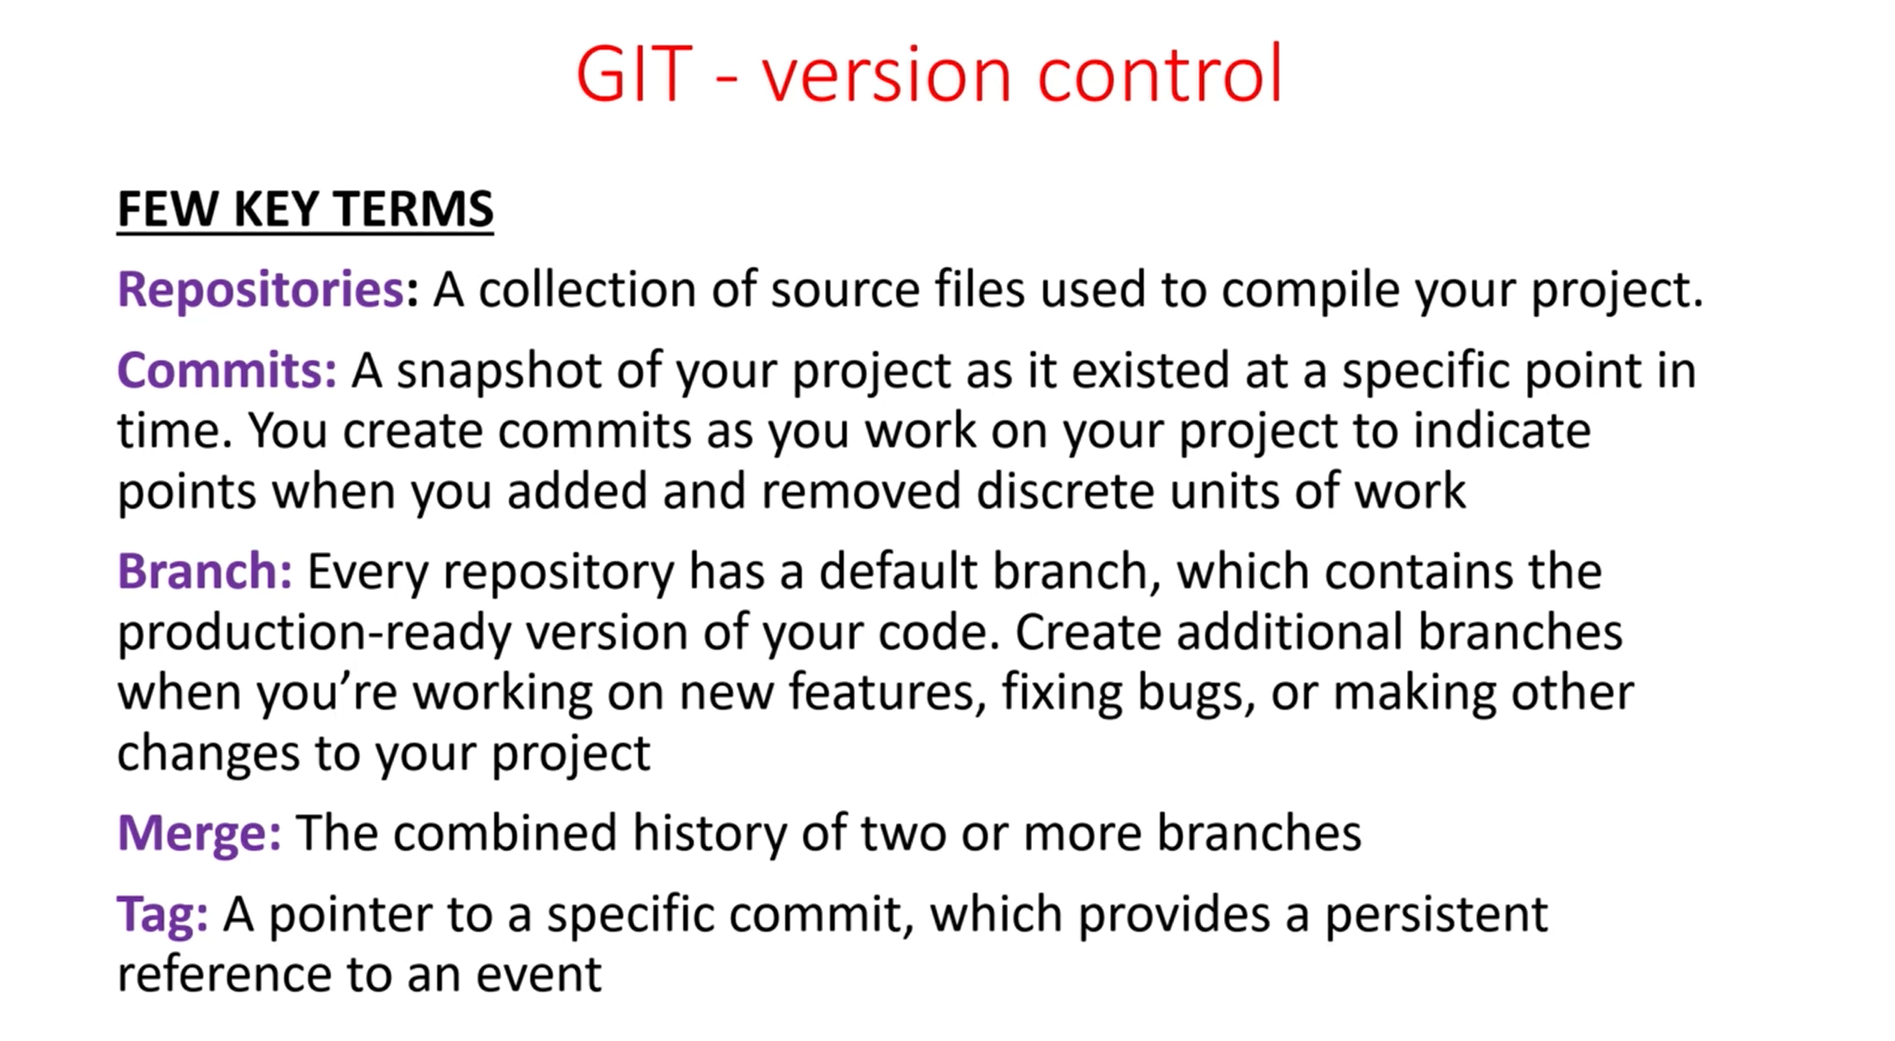 GIT - version control
FEW KEY TERMS
Repositories: A collection of source files used to compile your project.
Commits: A snapshot of your project as it existed at a specific point in
time. You create commits as you work on your project to indicate
points when you added and removed discrete units of work
Branch: Every repository has a default branch, which contains the
production-ready version of your code. Create additional branches
when you’re working on new features, fixing bugs, or making other
changes to your project
Merge: The combined history of two or more branches
Tag: A pointer to a specific commit, which provides a persistent
reference to an event